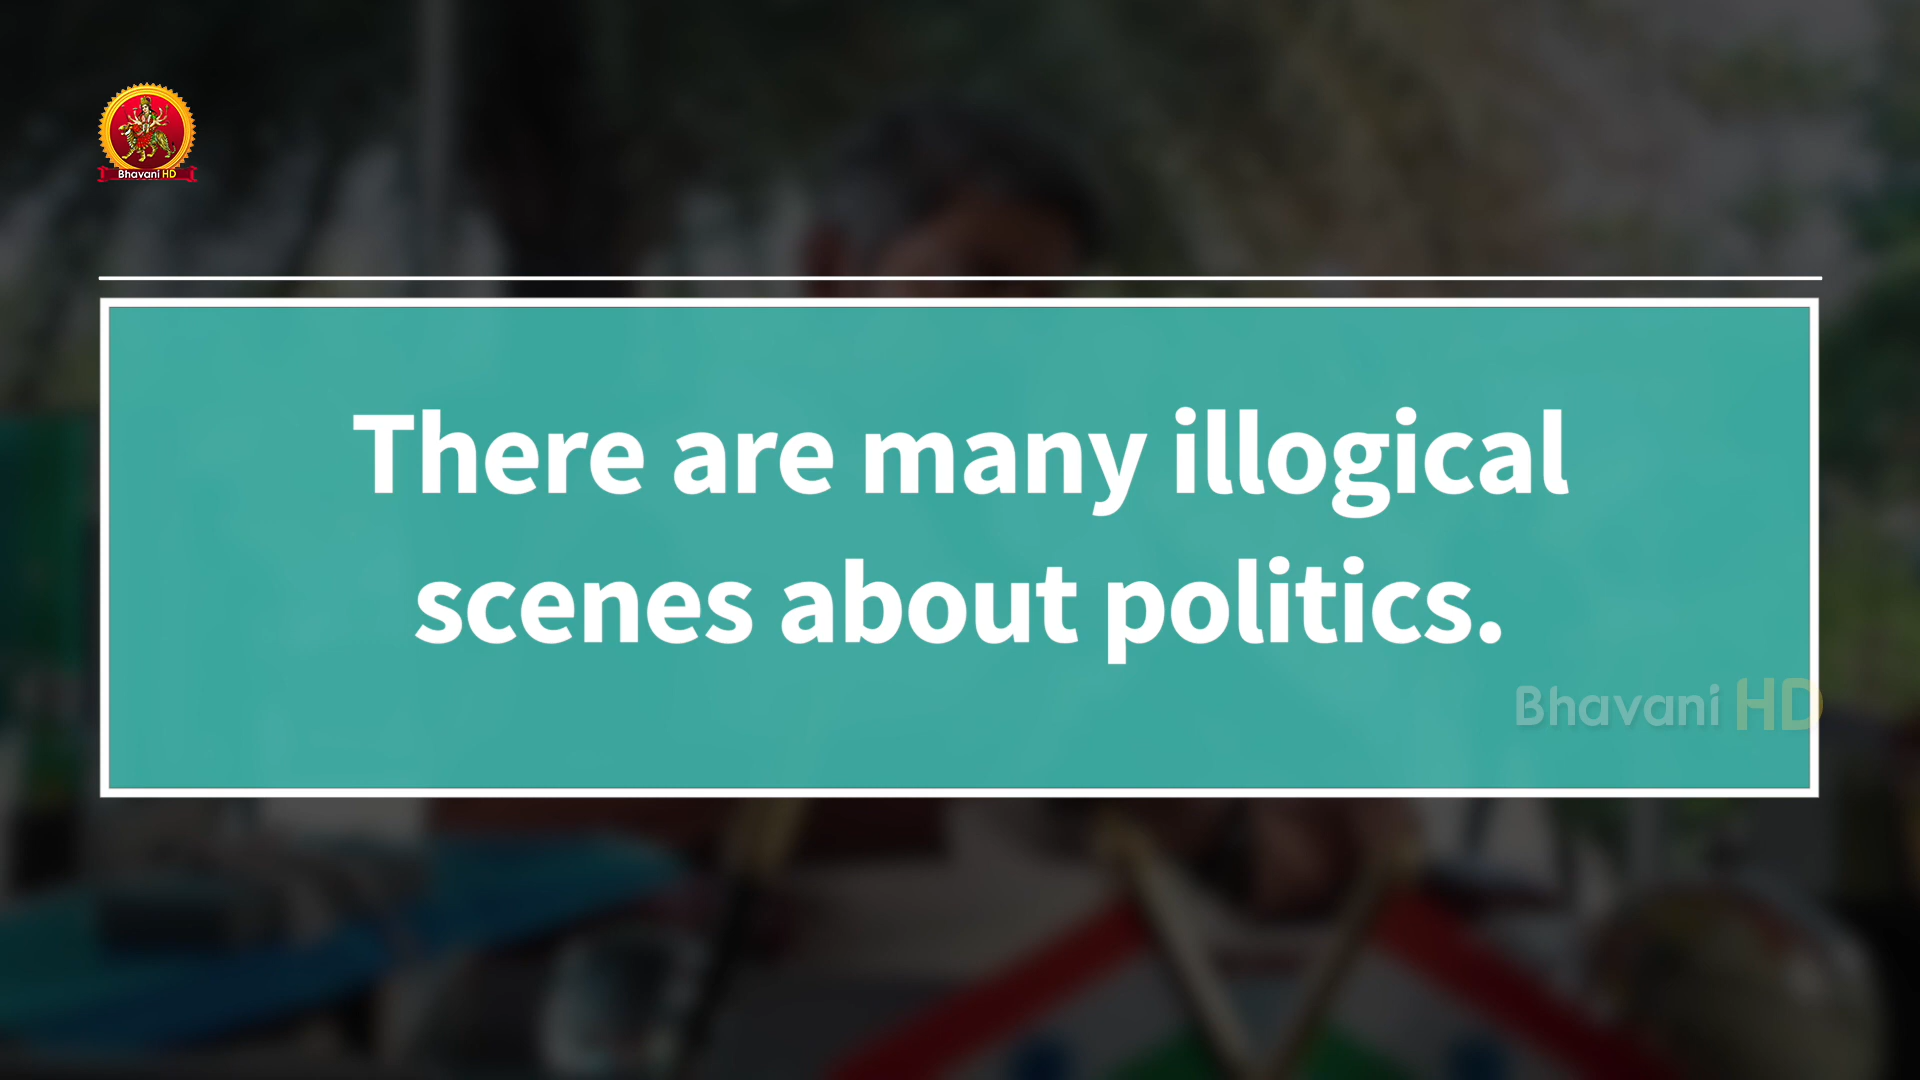 Bhavani HD
There are many illogical
scenes about politics.
Bhavani HD